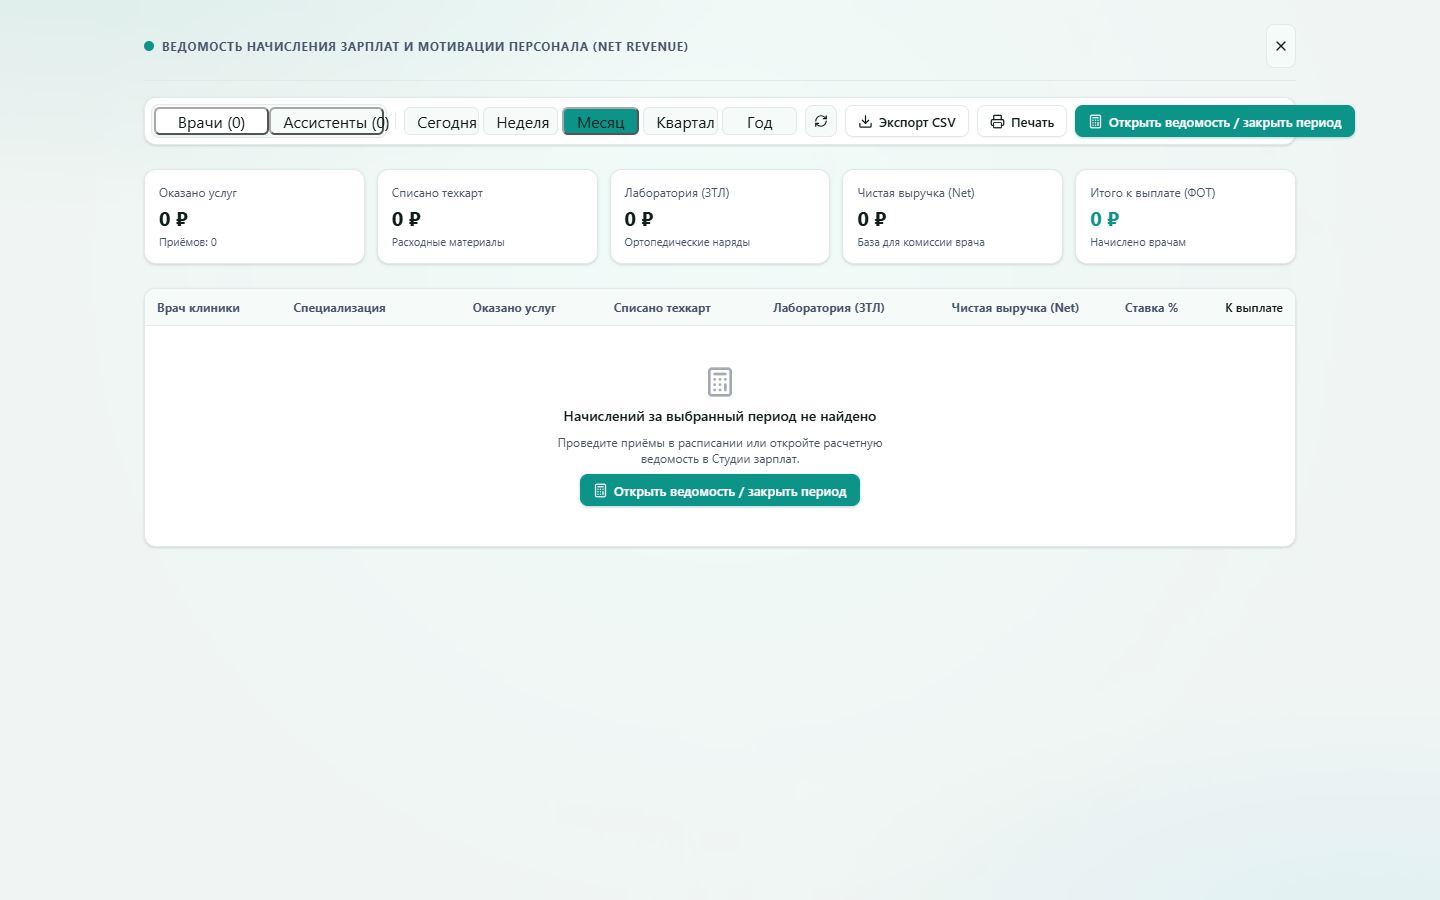 ВЕДОМОСТЬ НАЧИСЛЕНИЯ ЗАРПЛАТ И МОТИВАЦИИ ПЕРСОНАЛА (NET REVENUE)
Врачи (0) Ассистенты (0) Сегодня Неделя Месяц Квартал Год Экспорт CSV Печать Открыть ведомость / закрыть период
Оказано услуг Списано техкарт Лаборатория (ЗТЛ) Чистая выручка (Net) Итого к выплате (ФОТ)
0 ₽ 0 ₽ 0 ₽ 0 ₽ 0 ₽
Приёмов: 0 Расходные материалы Ортопедические наряды База для комиссии врача Начислено врачам
Врач клиники Специализация Оказано услуг Списано техкарт Лаборатория (ЗТЛ) Чистая выручка (Net) Ставка % К выплате
Начислений за выбранный период не найдено
Проведите приёмы в расписании или откройте расчетную
ведомость в Студии зарплат.
Открыть ведомость / закрыть период